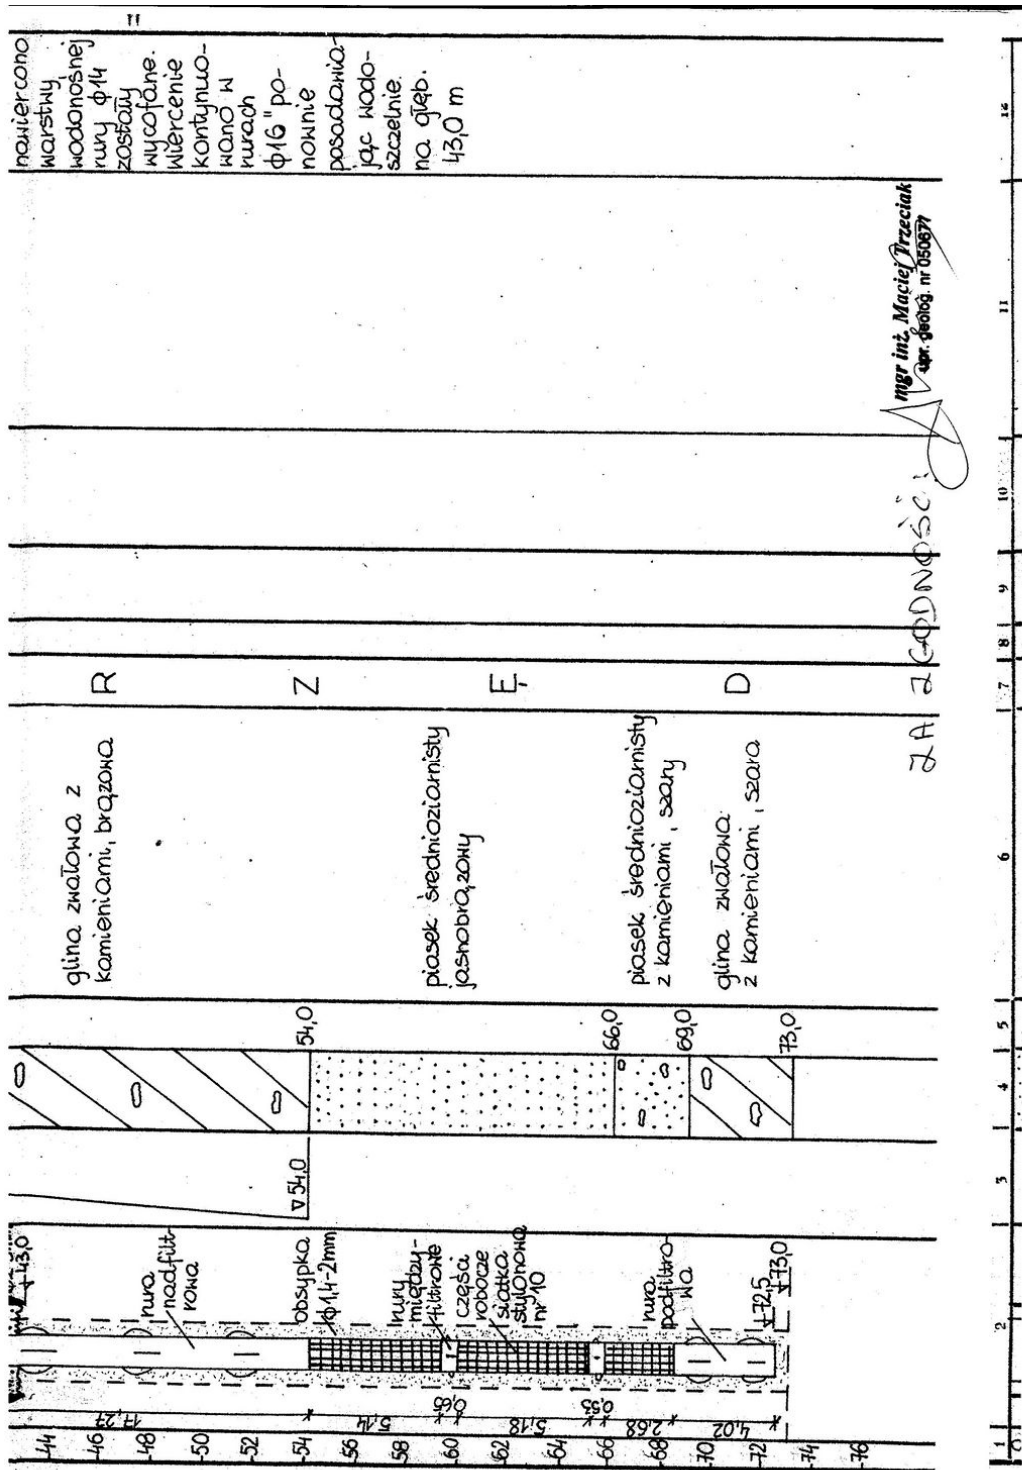 "
nawiercono
warstwy
wodonośnej
rury ϕ14
zostały
wycofane.
Wiercenie
kontynuo-
wano w
rurach
ϕ16" po-
nownie
posadawia-
jąc wodo-
szczelnie.
na głęb.
43,0 m
R
Z
E,
D
glina zwałowa z
kamieniami, brązowa
piasek średnioziarnisty
jasnobrązowy
piasek średnioziarnisty
z kamieniami, szary
glina zwałowa
z kamieniami, szara
54,0
66,0
69,0
73,0
▽54,0
43,0
rura
nadfilt-
rowa
obsypka
ϕ1,4-2mm
rury
między-
filtrowe
części
robocze
siatka
stylonowa
nr 10
rura
podfiltro-
wa
72,5
73,0
17,27
5,14
0,65
5,18
0,53
2,68
4,02
-44
-46
-48
-50
-52
-54
-56
-58
-60
-62
-64
-66
-68
-70
-72
-74
-76
ZA ZGODNOŚĆ:
mgr inż. Maciej Trzeciak
upr. geolog. nr 050677
1
2
3
4
5
6
7
8
9
10
11
12